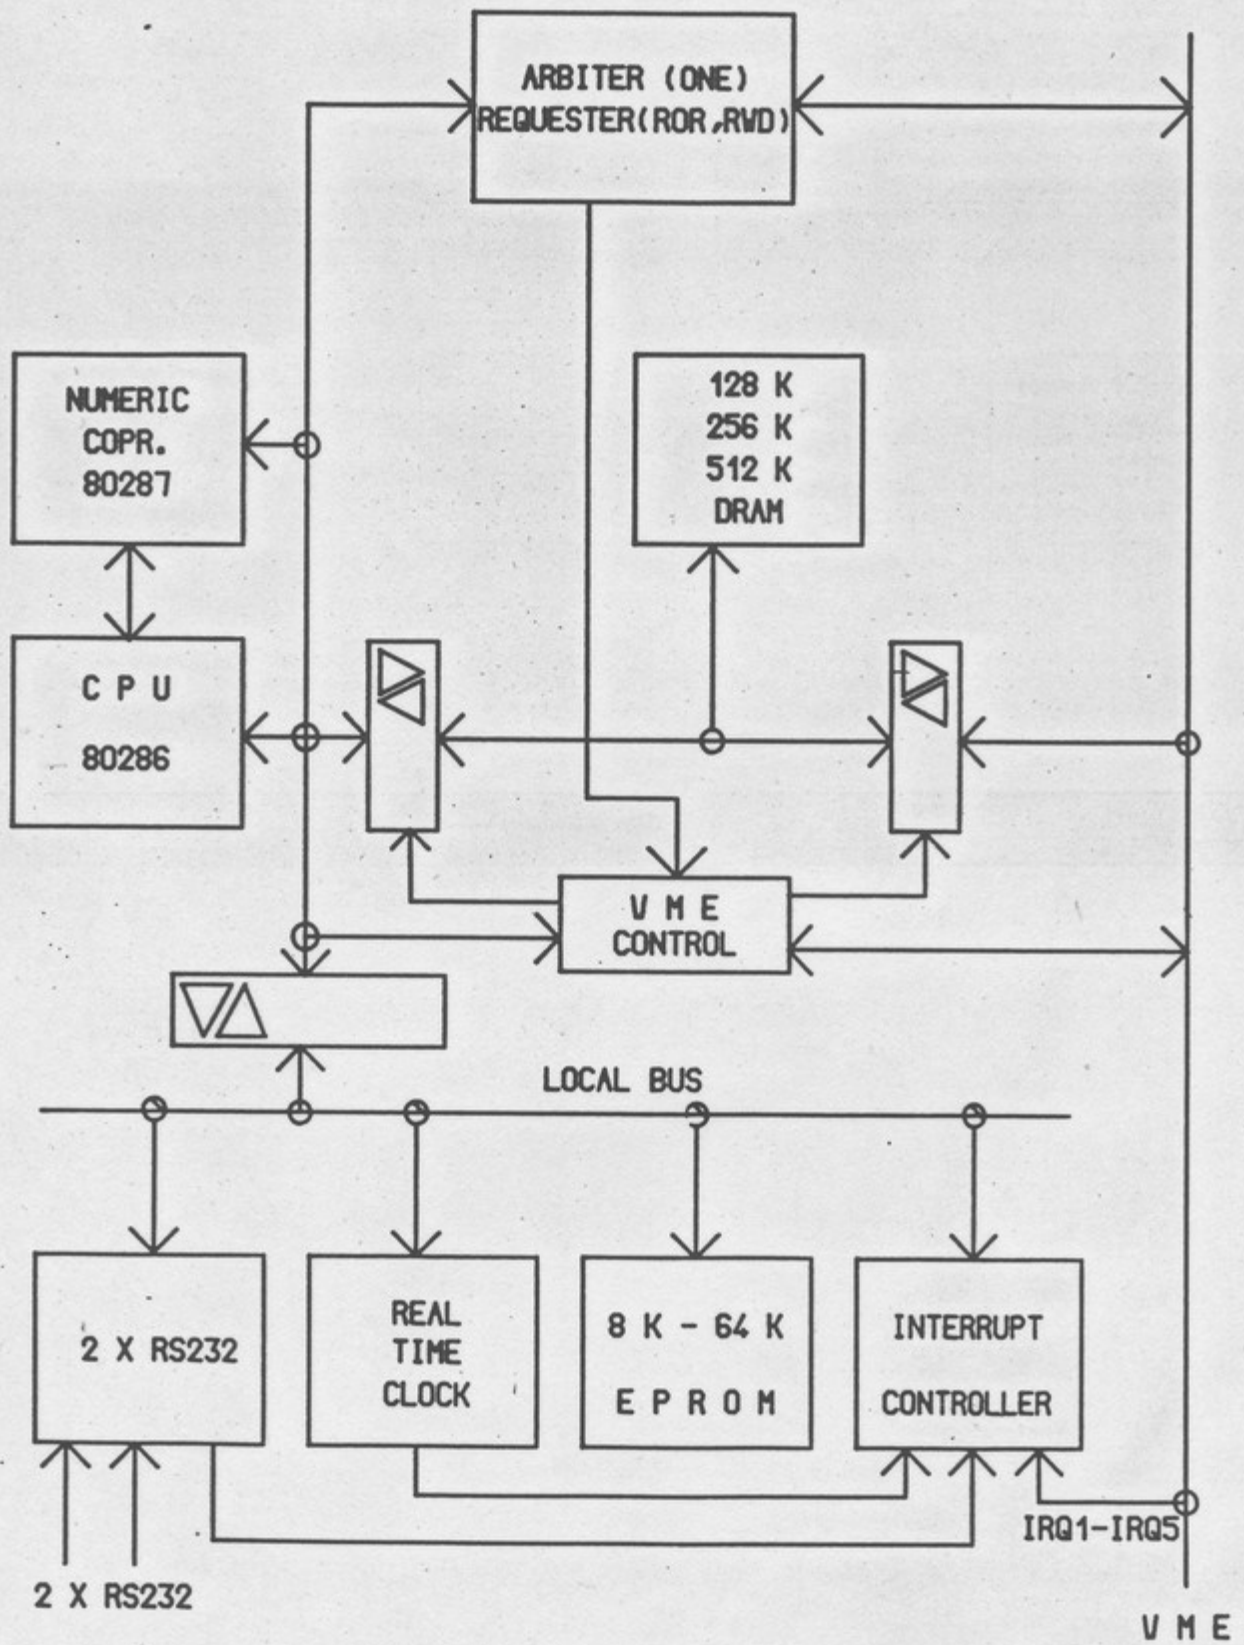 ARBITER (ONE)
REQUESTER(ROR,RWD)
NUMERIC
COPR.
80287
128 K
256 K
512 K
DRAM
C P U
80286
V M E
CONTROL
LOCAL BUS
2 X RS232
REAL
TIME
CLOCK
8 K - 64 K
E P R O M
INTERRUPT
CONTROLLER
IRQ1-IRQ5
2 X RS232
V M E